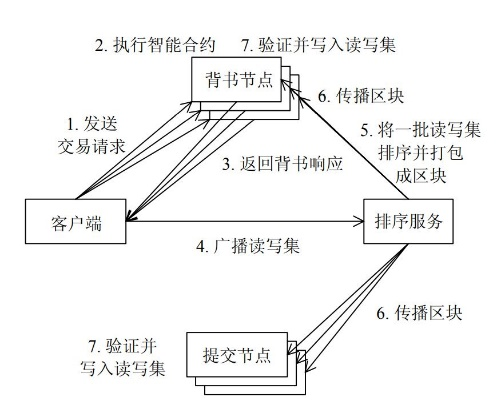 2. 执行智能合约
7. 验证并写入读写集
背书节点
6. 传播区块
1. 发送
交易请求
5. 将一批读写集
排序并打包
成区块
3. 返回背书响应
客户端
排序服务
4. 广播读写集
6. 传播区块
7. 验证并
写入读写集
提交节点